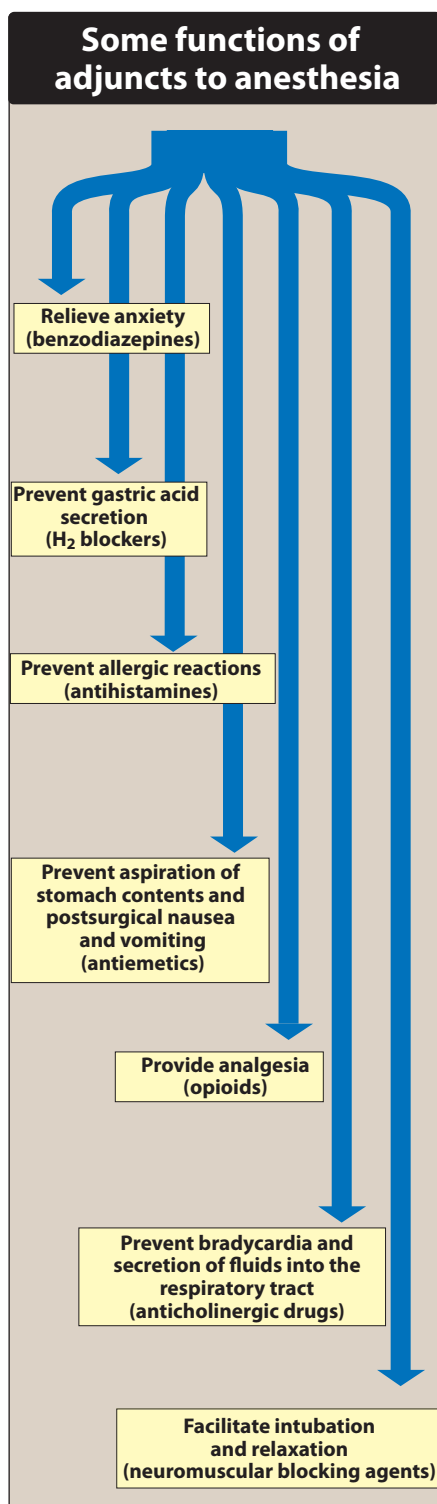 Some functions of
adjuncts to anesthesia
Relieve anxiety
(benzodiazepines)
Prevent gastric acid
secretion
(H₂ blockers)
Prevent allergic reactions
(antihistamines)
Prevent aspiration of
stomach contents and
postsurgical nausea
and vomiting
(antiemetics)
Provide analgesia
(opioids)
Prevent bradycardia and
secretion of fluids into the
respiratory tract
(anticholinergic drugs)
Facilitate intubation
and relaxation
(neuromuscular blocking agents)